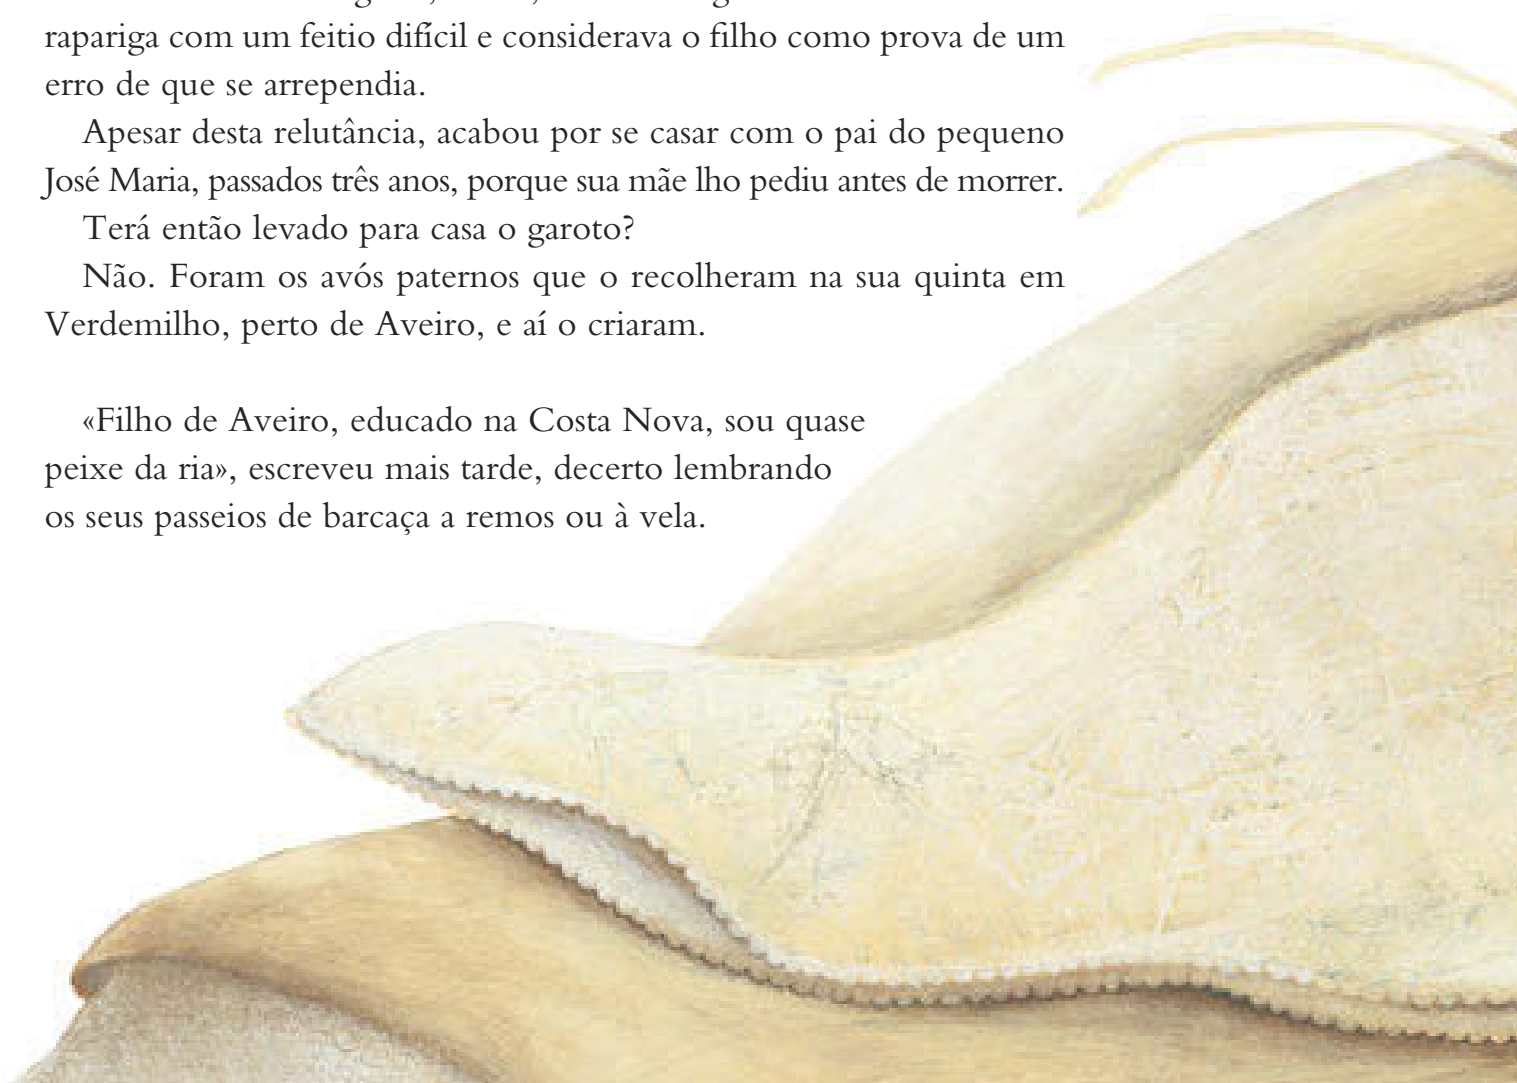 rapariga com um feitio difícil e considerava o filho como prova de um
erro de que se arrependia.
Apesar desta relutância, acabou por se casar com o pai do pequeno
José Maria, passados três anos, porque sua mãe lho pediu antes de morrer.
Terá então levado para casa o garoto?
Não. Foram os avós paternos que o recolheram na sua quinta em
Verdemilho, perto de Aveiro, e aí o criaram.
«Filho de Aveiro, educado na Costa Nova, sou quase
peixe da ria», escreveu mais tarde, decerto lembrando
os seus passeios de barcaça a remos ou à vela.